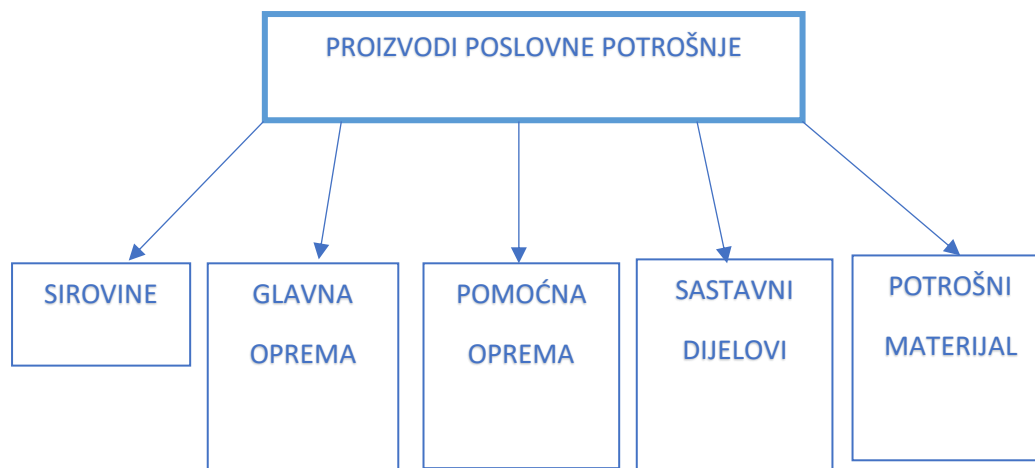 PROIZVODI POSLOVNE POTROŠNJE
SIROVINE
GLAVNA
OPREMA
POMOĆNA
OPREMA
SASTAVNI
DIJELOVI
POTROŠNI
MATERIJAL